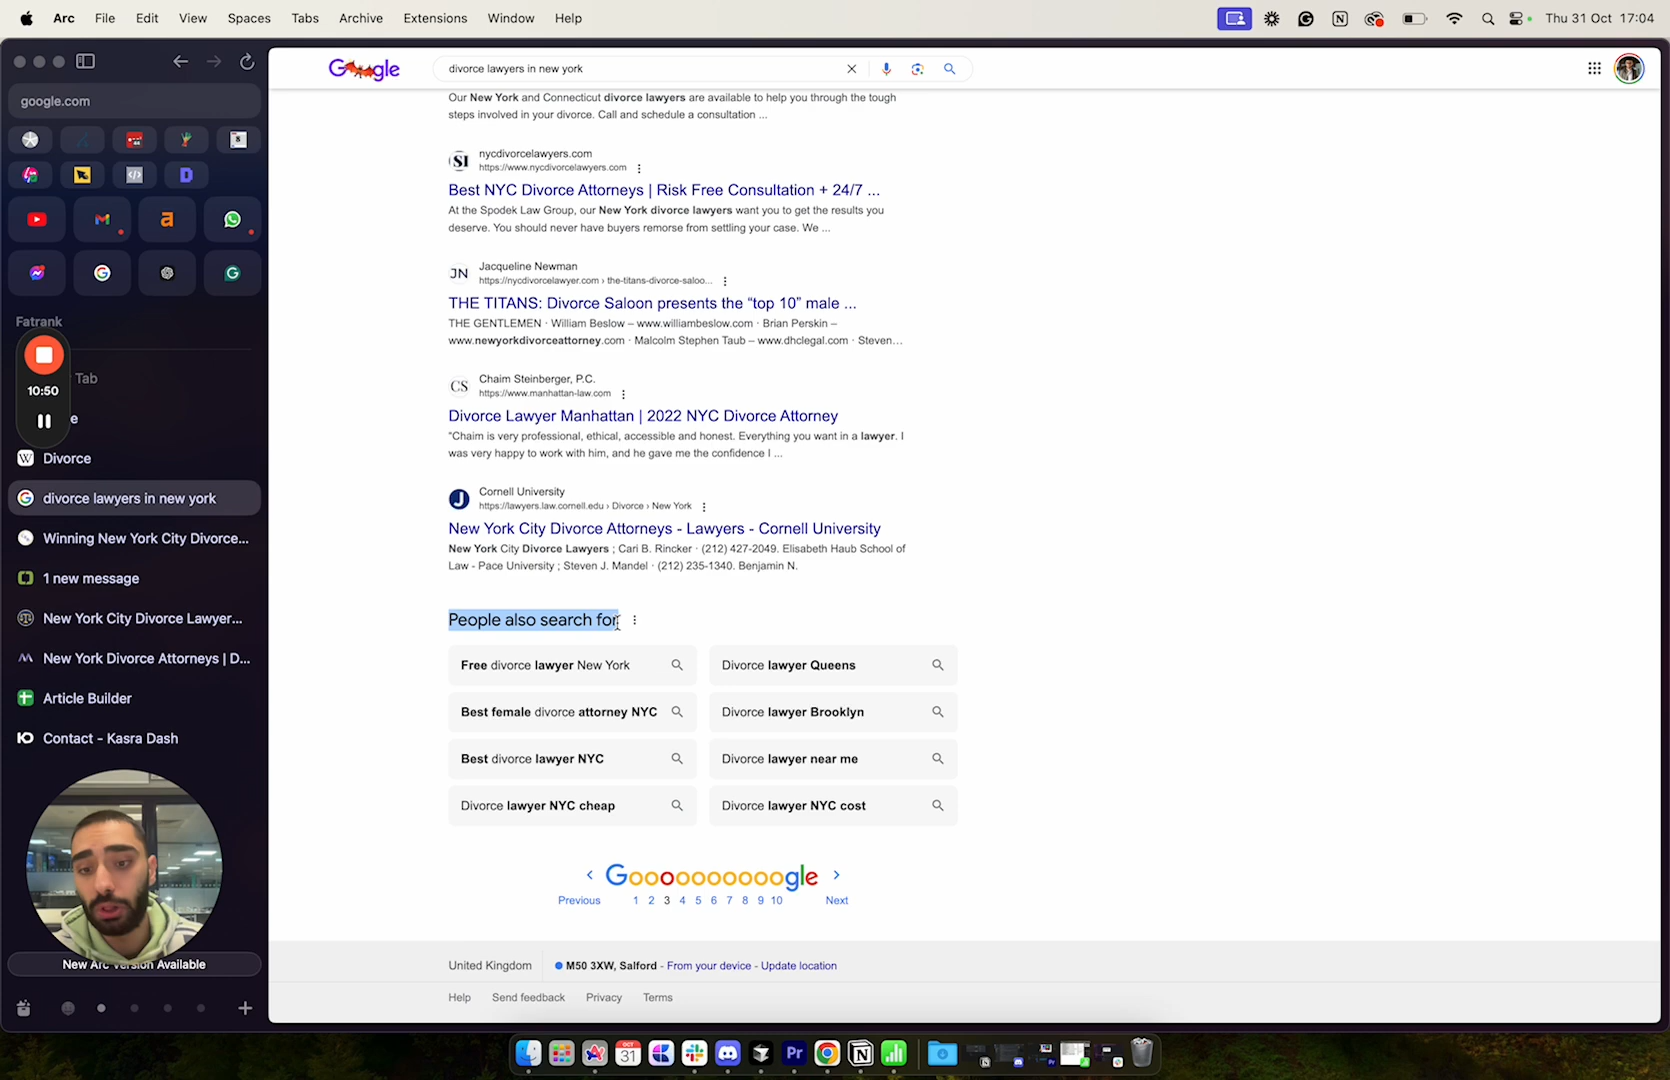 Arc File Edit View Spaces Tabs Archive Extensions Window Help
Thu 31 Oct 17:04
google.com
Fatrank
Tab
10:50
e
Divorce
divorce lawyers in new york
Winning New York City Divorce...
1 new message
New York City Divorce Lawyer...
New York Divorce Attorneys | D...
Article Builder
Contact - Kasra Dash
New Arc Version Available
Google
divorce lawyers in new york
Our New York and Connecticut divorce lawyers are available to help you through the tough
steps involved in your divorce. Call and schedule a consultation ...
SI
nycdivorcelawyers.com
https://www.nycdivorcelawyers.com
Best NYC Divorce Attorneys | Risk Free Consultation + 24/7 ...
At the Spodek Law Group, our New York divorce lawyers want you to get the results you
deserve. You should never have buyers remorse from settling your case. We ...
JN
Jacqueline Newman
https://nycdivorcelawyer.com › the-titans-divorce-saloo...
THE TITANS: Divorce Saloon presents the “top 10” male ...
THE GENTLEMEN · William Beslow – www.williambeslow.com · Brian Perskin –
www.newyorkdivorceattorney.com · Malcolm Stephen Taub – www.dhclegal.com · Steven...
CS
Chaim Steinberger, P.C.
https://www.manhattan-law.com
Divorce Lawyer Manhattan | 2022 NYC Divorce Attorney
"Chaim is very professional, ethical, accessible and honest. Everything you want in a lawyer. I
was very happy to work with him, and he gave me the confidence I ...
J
Cornell University
https://lawyers.law.cornell.edu › Divorce › New York
New York City Divorce Attorneys - Lawyers - Cornell University
New York City Divorce Lawyers ; Cari B. Rincker · (212) 427-2049. Elisabeth Haub School of
Law - Pace University ; Steven J. Mandel · (212) 235-1340. Benjamin N.
People also search for
Free divorce lawyer New York
Divorce lawyer Queens
Best female divorce attorney NYC
Divorce lawyer Brooklyn
Best divorce lawyer NYC
Divorce lawyer near me
Divorce lawyer NYC cheap
Divorce lawyer NYC cost
Goooooooooogle
Previous 1 2 3 4 5 6 7 8 9 10 Next
United Kingdom
M50 3XW, Salford - From your device - Update location
Help Send feedback Privacy Terms
OCT
31
Pr